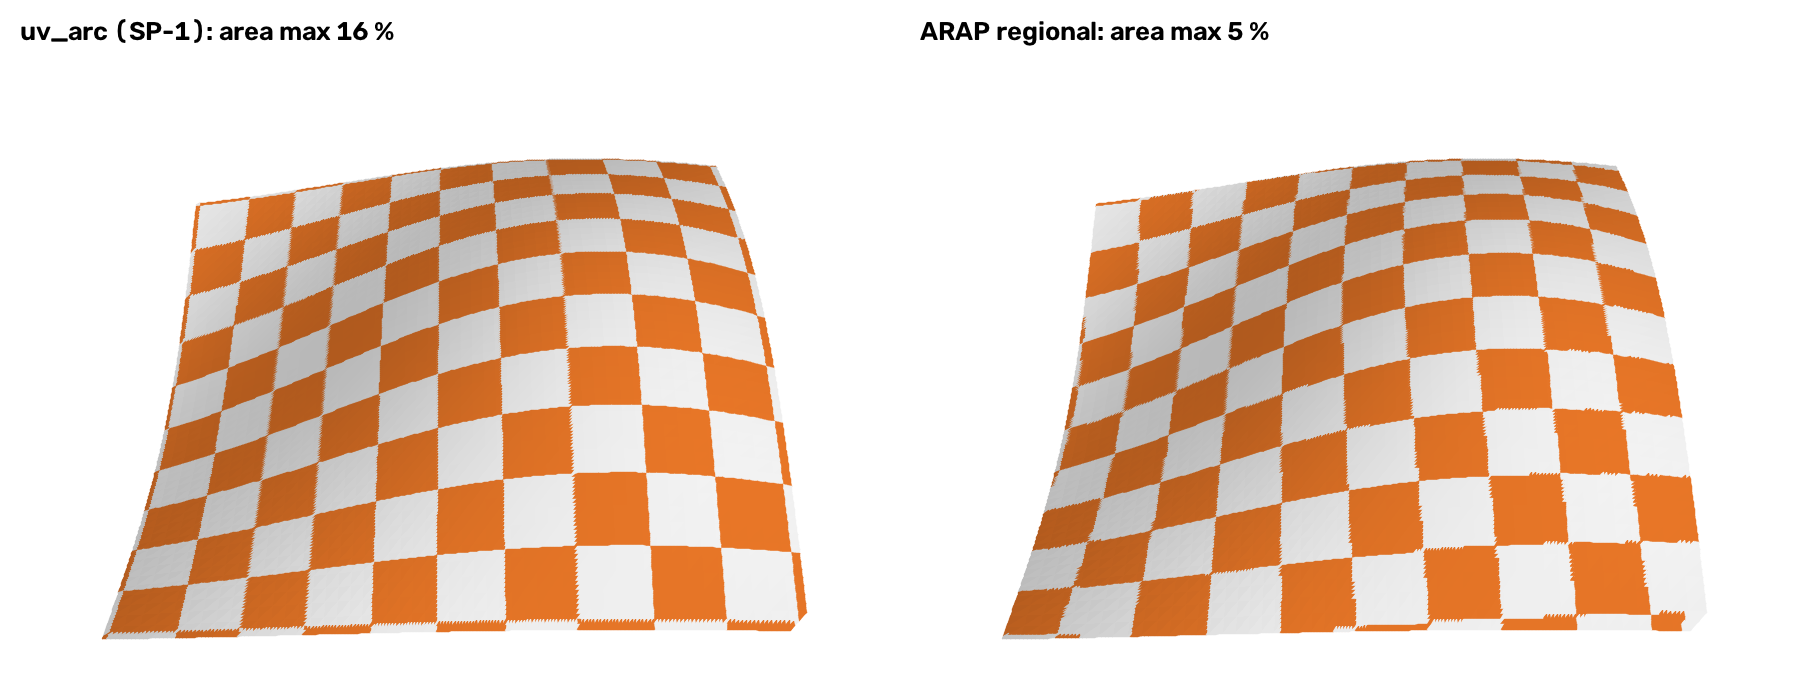 uv_arc (SP-1): area max 16 %
ARAP regional: area max 5 %